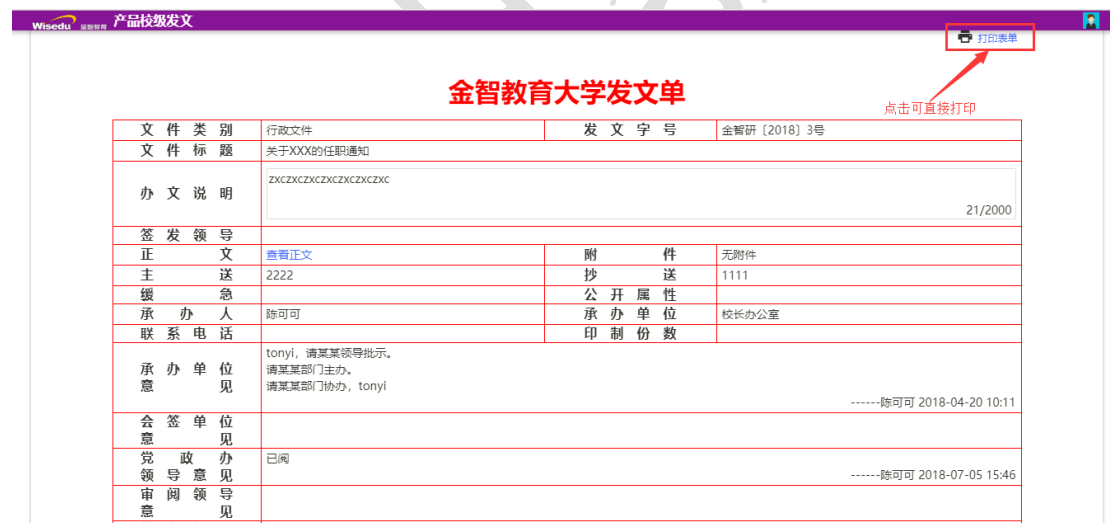 Wisedu 金智教育 产品校级发文
打印表单
金智教育大学发文单
点击可直接打印
文件类别 行政文件 发文字号 金智研〔2018〕3号
文件标题 关于XXX的任职通知
办文说明 zxczxczxczxczxczxczxc
21/2000
签发领导
正文 查看正文 附件 无附件
主送 2222 抄送 1111
缓急 公开属性
承办人 陈可可 承办单位 校长办公室
联系电话 印制份数
承办单位意见
tonyi，请某某领导批示。
请某某部门主办。
请某某部门协办，tonyi
------陈可可 2018-04-20 10:11
会签单位
意见
党政办 已阅
领导意见 ------陈可可 2018-07-05 15:46
审阅领导
意见